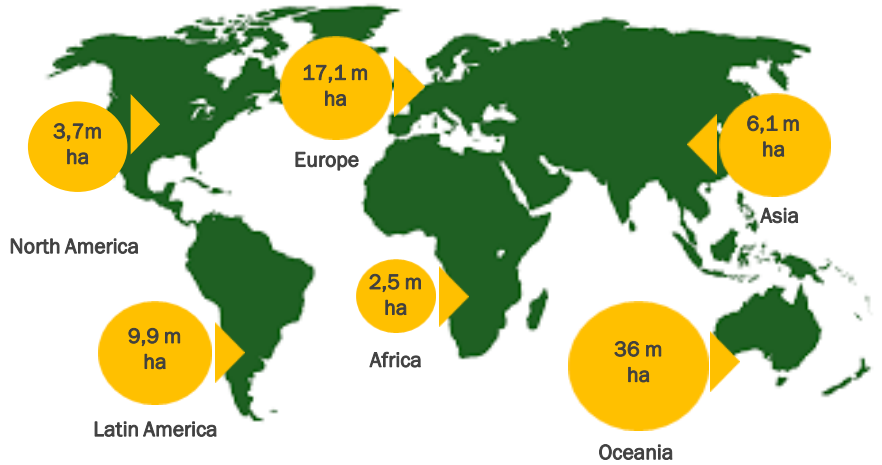 17,1 m
ha
Europe
3,7m
ha
North America
6,1 m
ha
Asia
2,5 m
ha
Africa
9,9 m
ha
Latin America
36 m
ha
Oceania